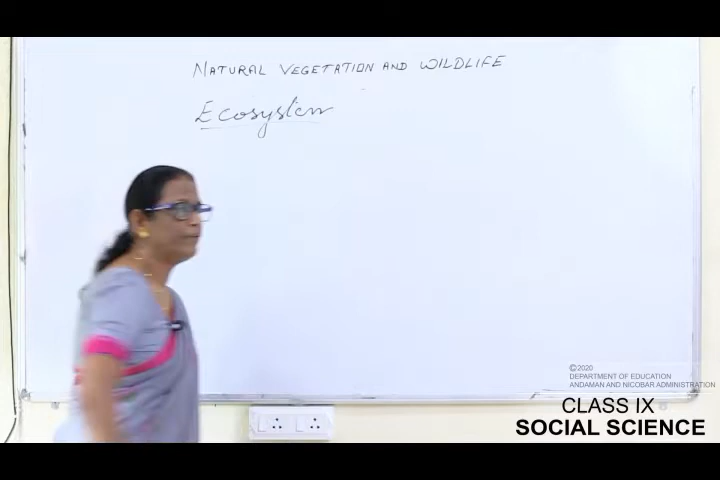 NATURAL VEGETATION AND WILDLIFE
Ecosystem
©2020
DEPARTMENT OF EDUCATION
ANDAMAN AND NICOBAR ADMINISTRATION
CLASS IX
SOCIAL SCIENCE